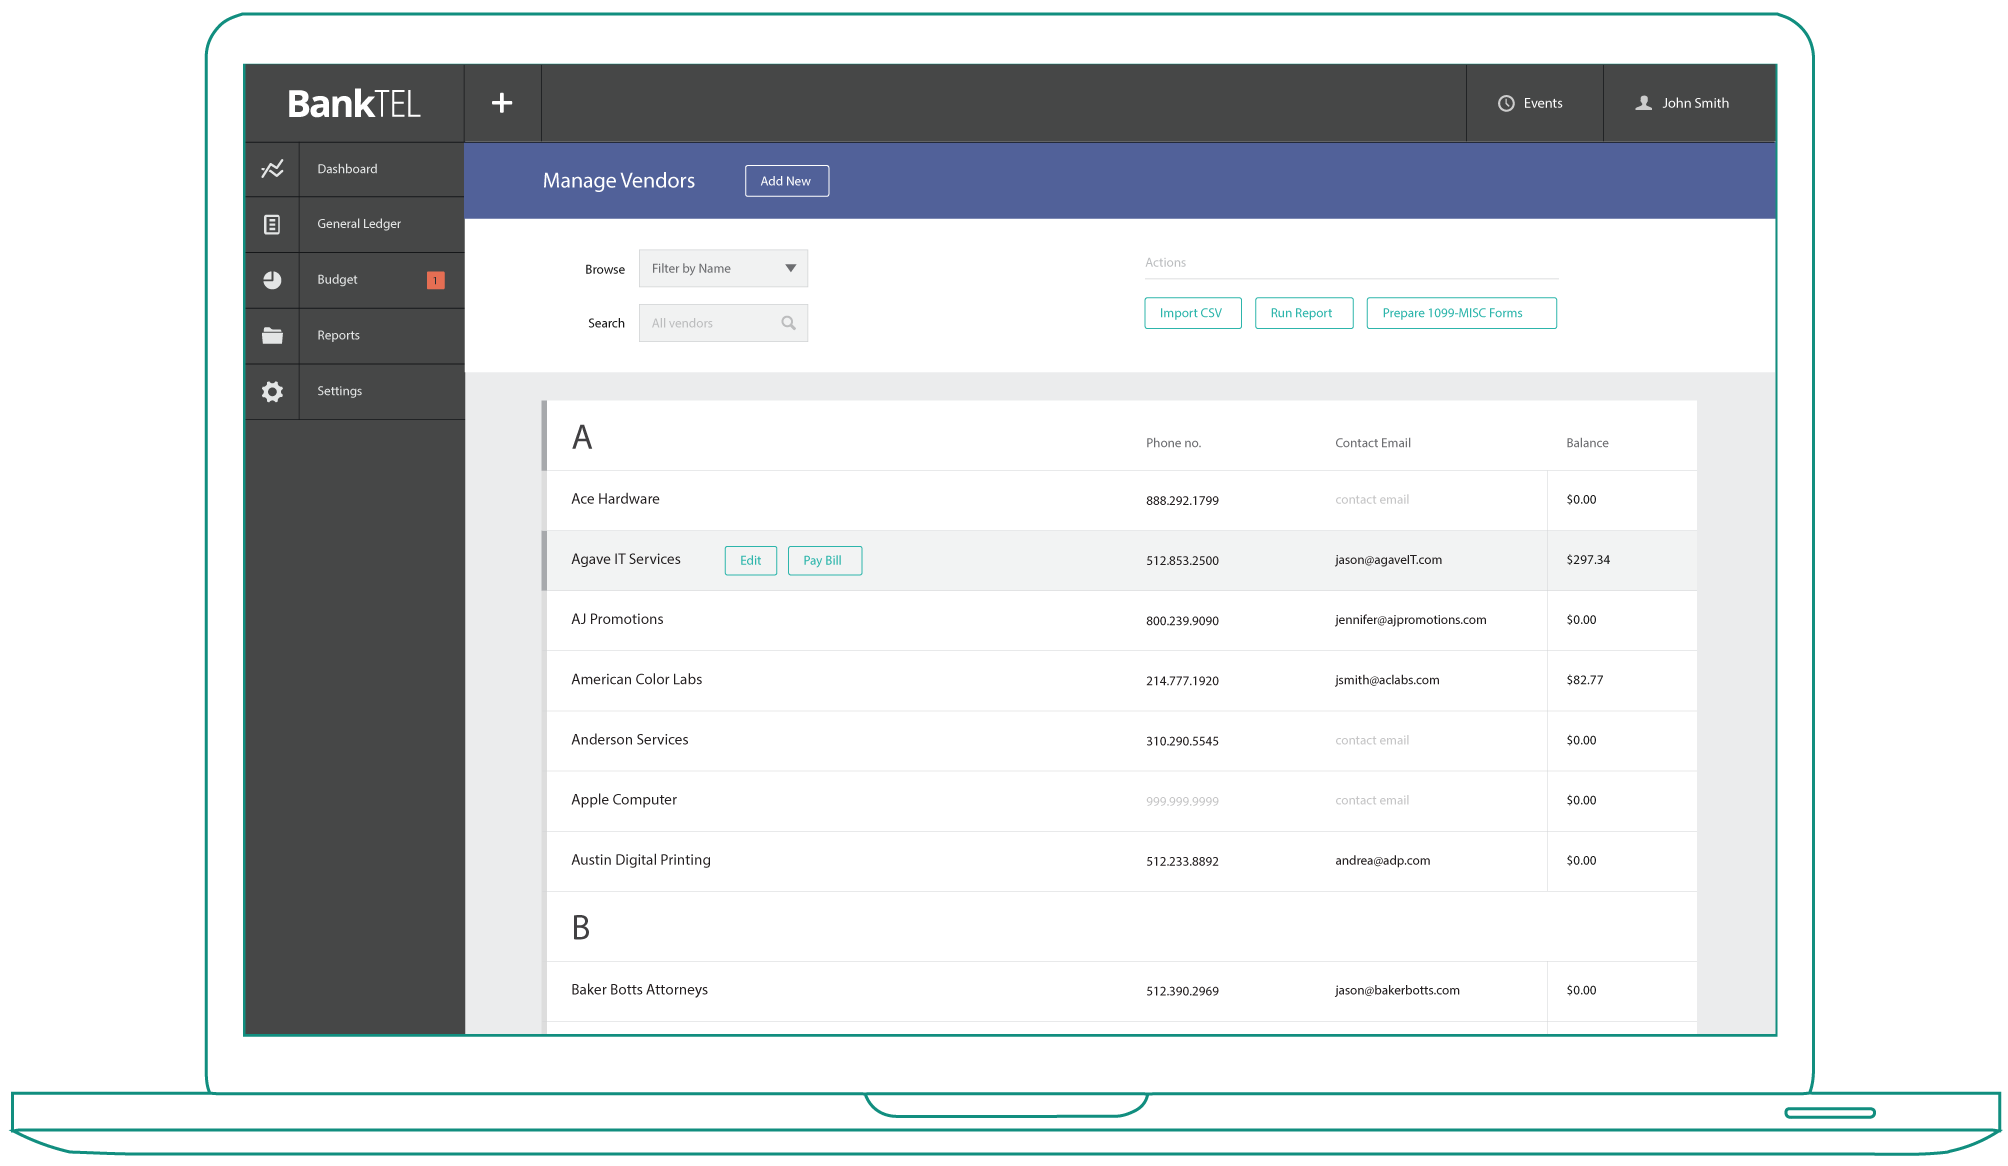 BankTEL
+
Events
John Smith
Dashboard
General Ledger
Budget 1
Reports
Settings
Manage Vendors
Add New
Browse Filter by Name
Search All vendors
Actions
Import CSV Run Report Prepare 1099-MISC Forms
A Phone no. Contact Email Balance
Ace Hardware 888.292.1799 contact email $0.00
Agave IT Services Edit Pay Bill 512.853.2500 jason@agaveIT.com $297.34
AJ Promotions 800.239.9090 jennifer@ajpromotions.com $0.00
American Color Labs 214.777.1920 jsmith@aclabs.com $82.77
Anderson Services 310.290.5545 contact email $0.00
Apple Computer 999.999.9999 contact email $0.00
Austin Digital Printing 512.233.8892 andrea@adp.com $0.00
B
Baker Botts Attorneys 512.390.2969 jason@bakerbotts.com $0.00